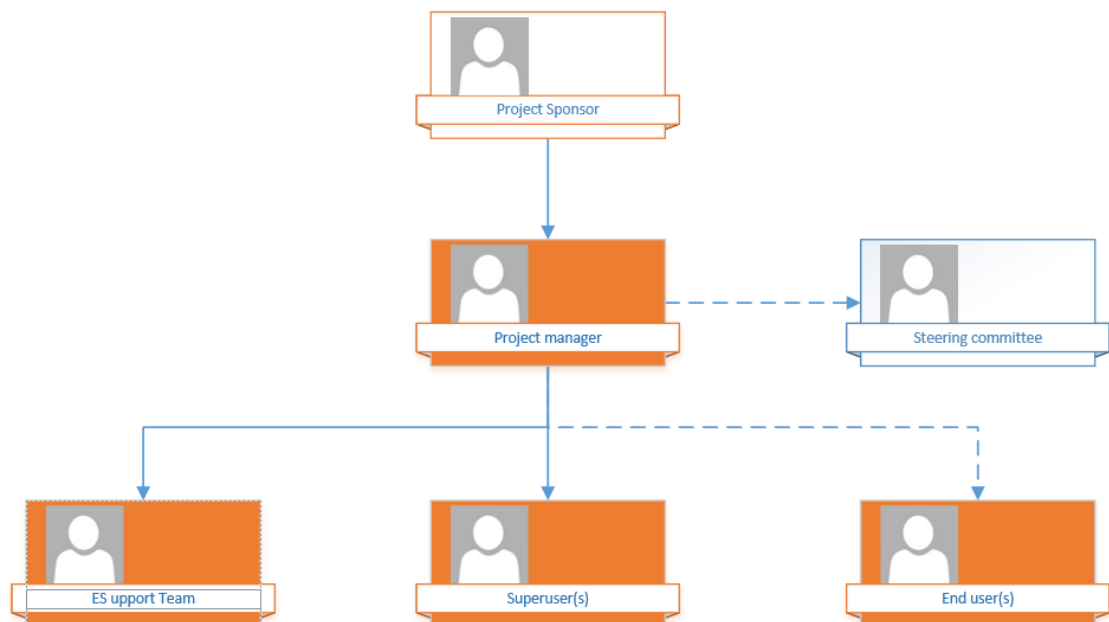 Project Sponsor
Project manager
Steering committee
ES upport Team
Superuser(s)
End user(s)